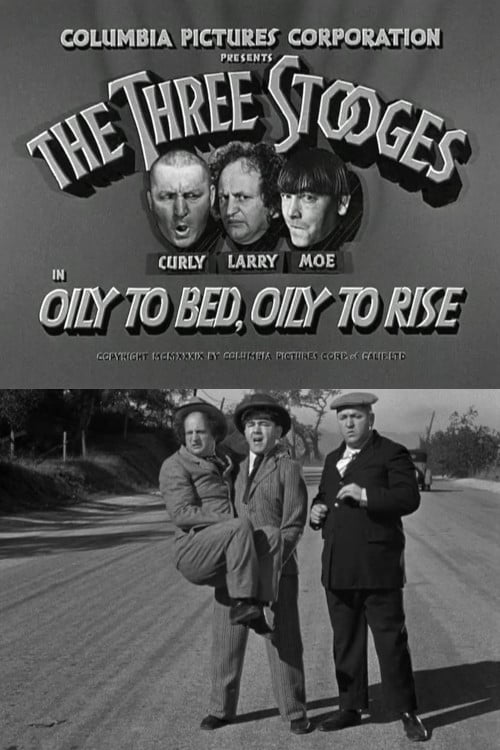 COLUMBIA PICTURES CORPORATION
PRESENTS
THE THREE STOOGES
CURLY LARRY MOE
IN
OILY TO BED, OILY TO RISE
COPYRIGHT MCMXXXIX BY COLUMBIA PICTURES CORP. of CALIF. LTD